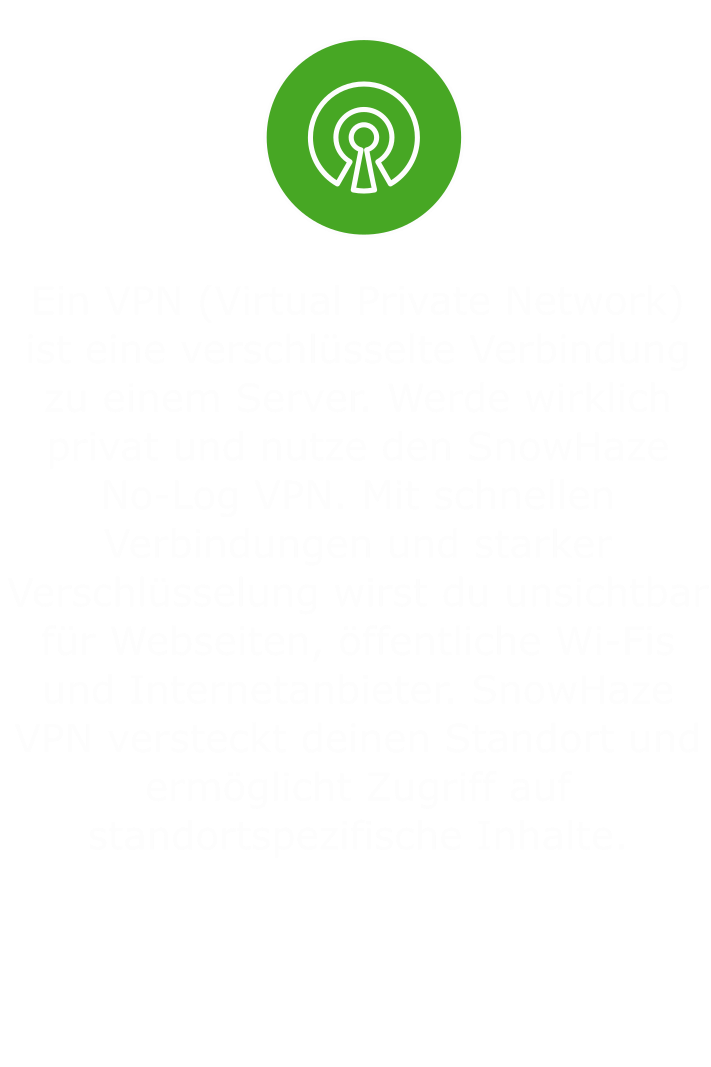 Ein VPN (Virtual Private Network)
ist eine verschlüsselte Verbindung
zu einem Server. Werde wirklich
privat und nutze den SnowHaze
No-Log VPN. Mit schnellen
Verbindungen und starker
Verschlüsselung wirst du unsichtbar
für Webseiten, öffentliche Wi-Fis
und Internetanbieter. SnowHaze
VPN versteckt deinen Standort und
ermöglicht Zugriff auf
standortspezifische Inhalte.